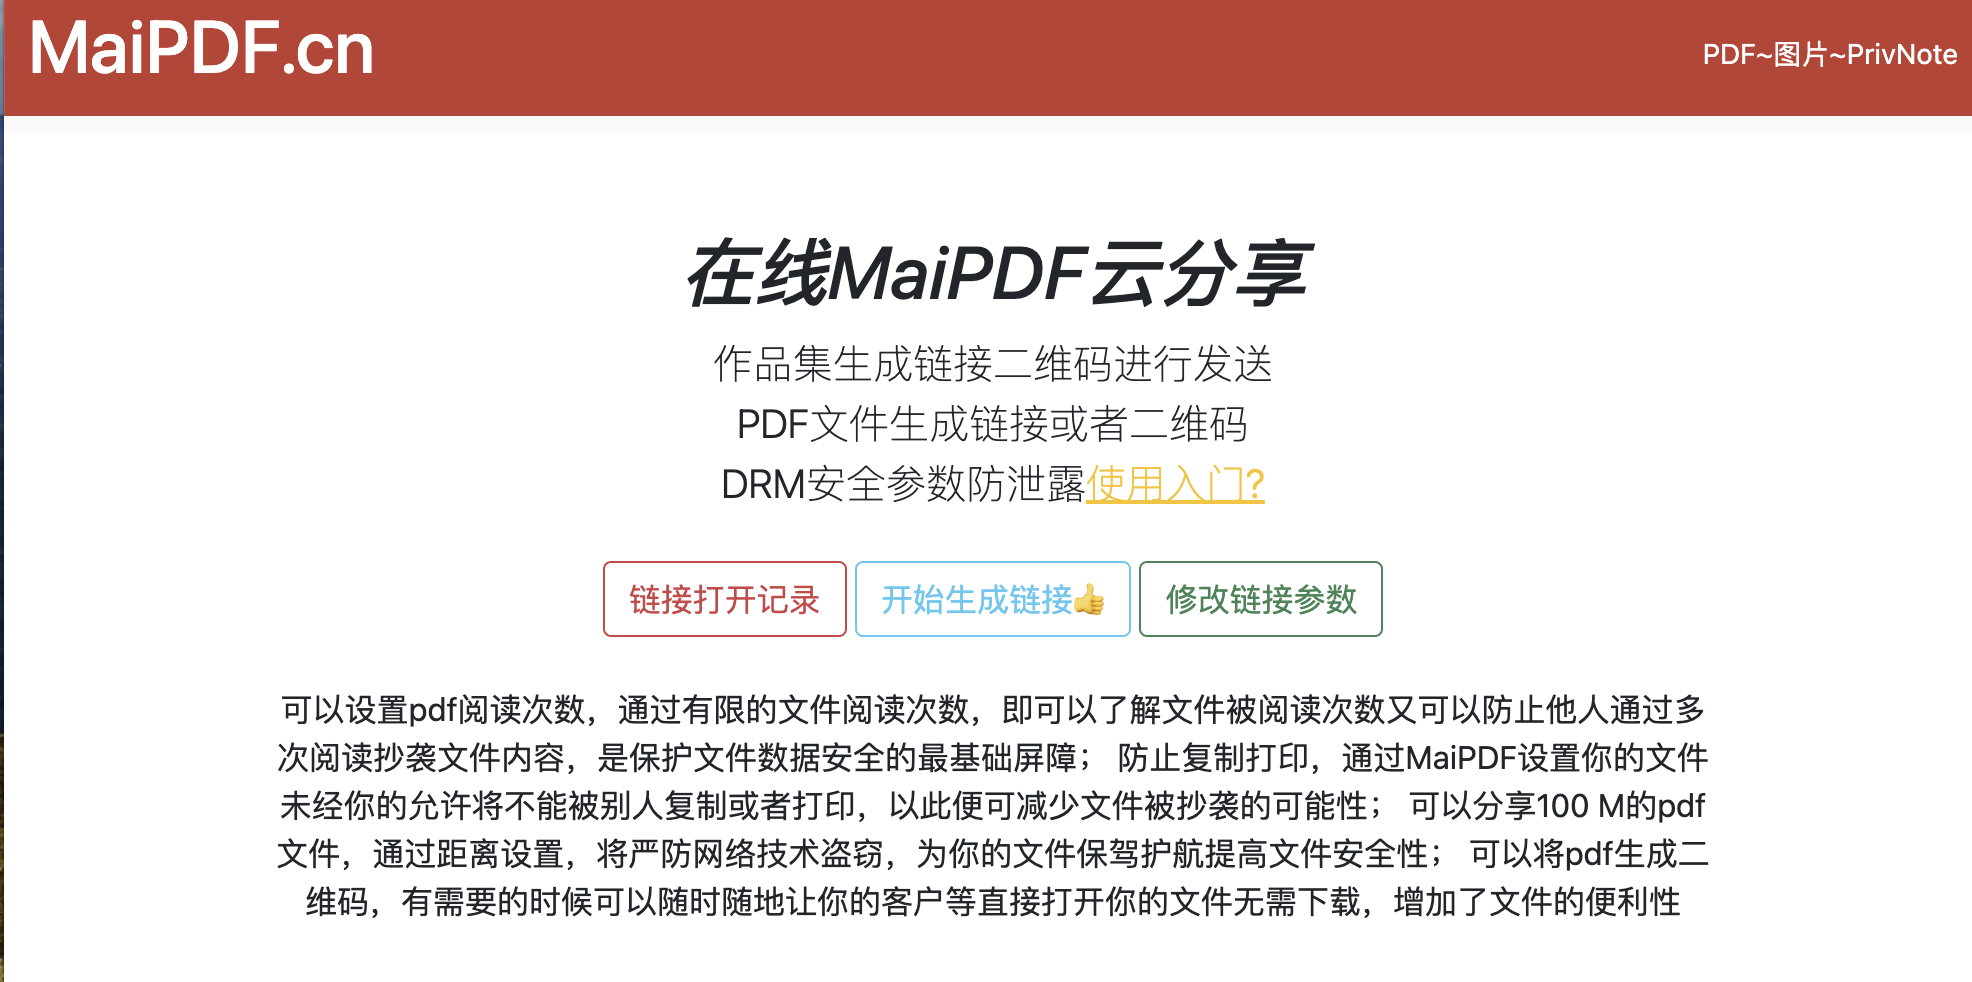 MaiPDF.cn
PDF~图片~PrivNote
在线MaiPDF云分享
作品集生成链接二维码进行发送
PDF文件生成链接或者二维码
DRM安全参数防泄露使用入门?
链接打开记录
开始生成链接👍
修改链接参数
可以设置pdf阅读次数，通过有限的文件阅读次数，即可以了解文件被阅读次数又可以防止他人通过多
次阅读抄袭文件内容，是保护文件数据安全的最基础屏障； 防止复制打印，通过MaiPDF设置你的文件
未经你的允许将不能被别人复制或者打印，以此便可减少文件被抄袭的可能性； 可以分享100 M的pdf
文件，通过距离设置，将严防网络技术盗窃，为你的文件保驾护航提高文件安全性； 可以将pdf生成二
维码，有需要的时候可以随时随地让你的客户等直接打开你的文件无需下载，增加了文件的便利性